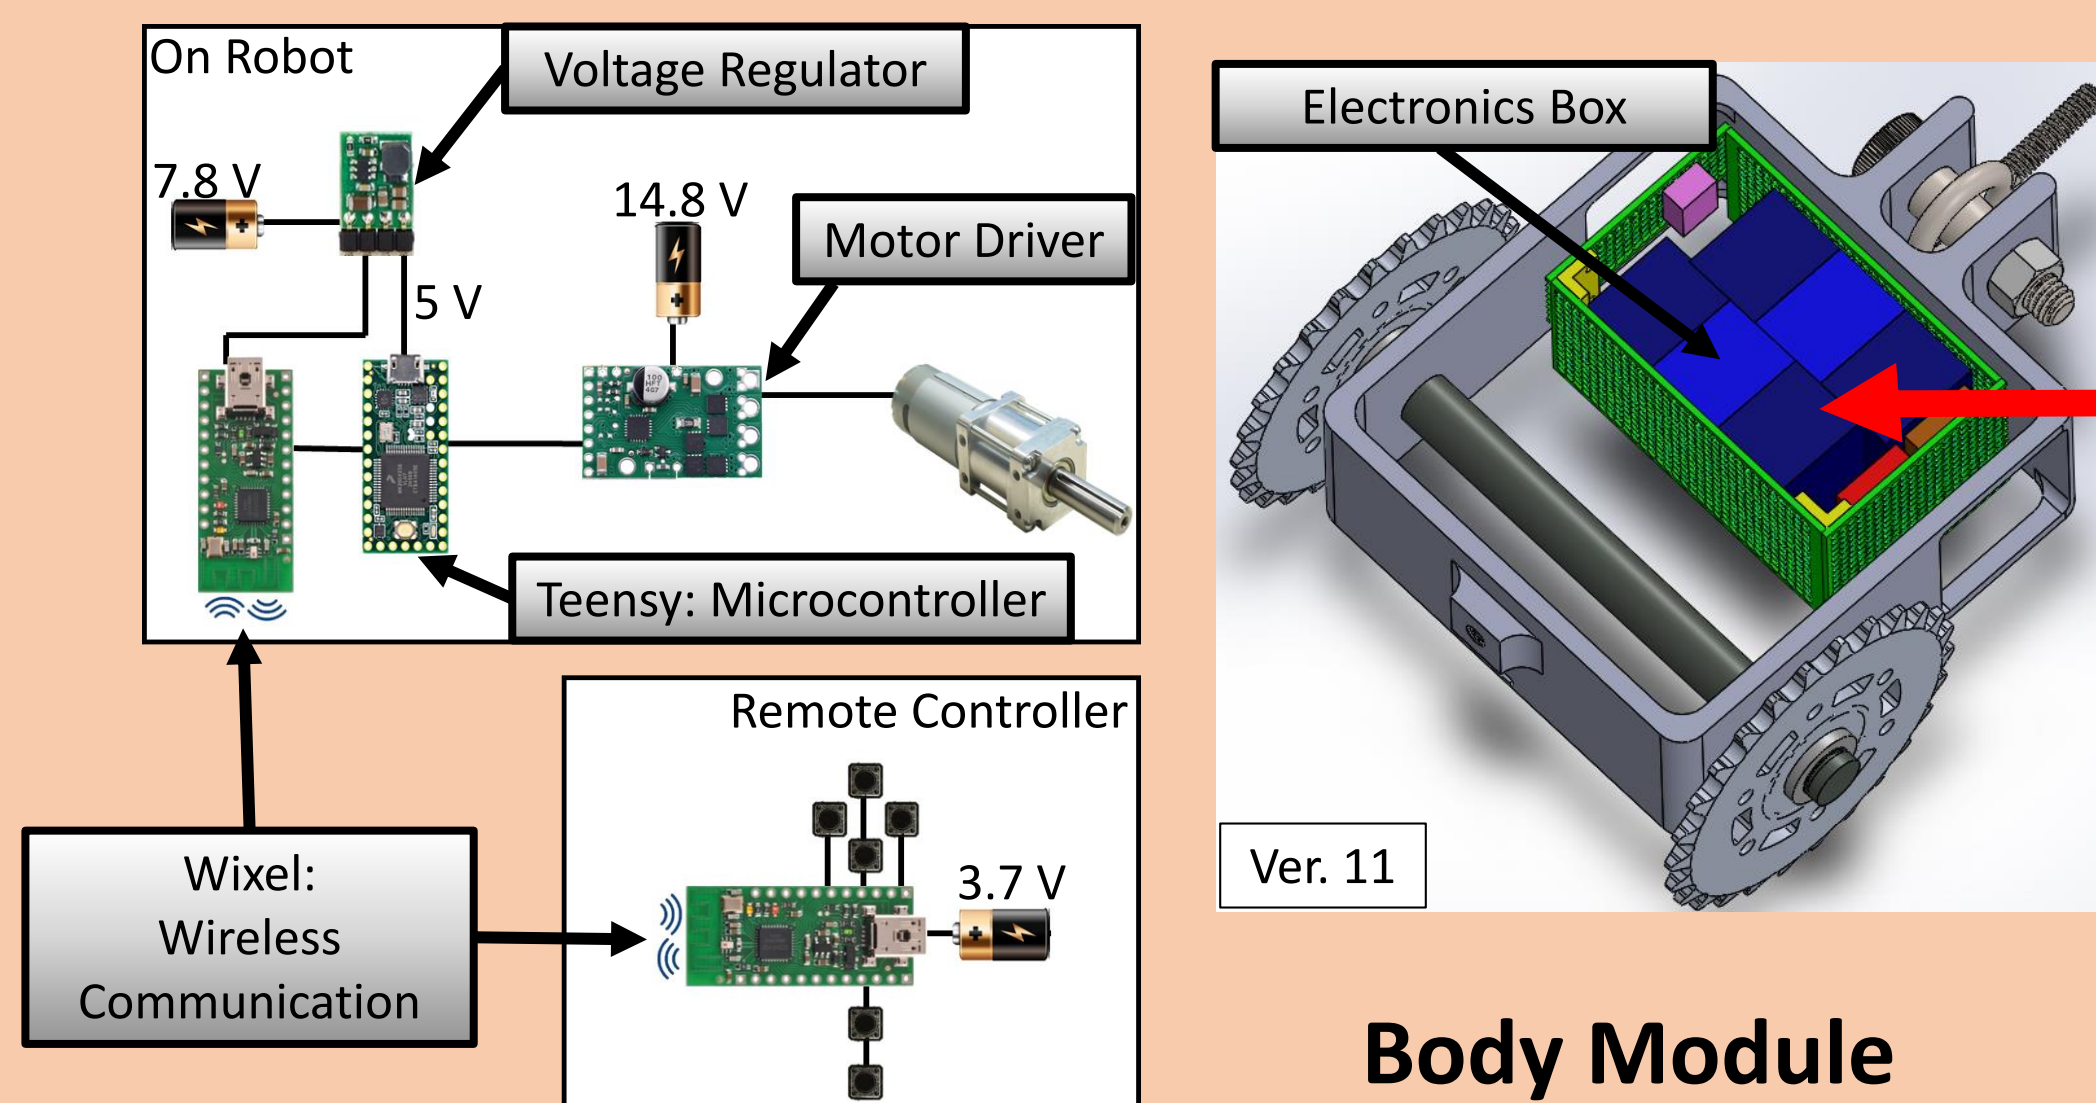 On Robot
Voltage Regulator
7.8 V
14.8 V
Motor Driver
5 V
Teensy: Microcontroller
Remote Controller
3.7 V
Wixel:
Wireless
Communication
Electronics Box
Ver. 11
Body Module